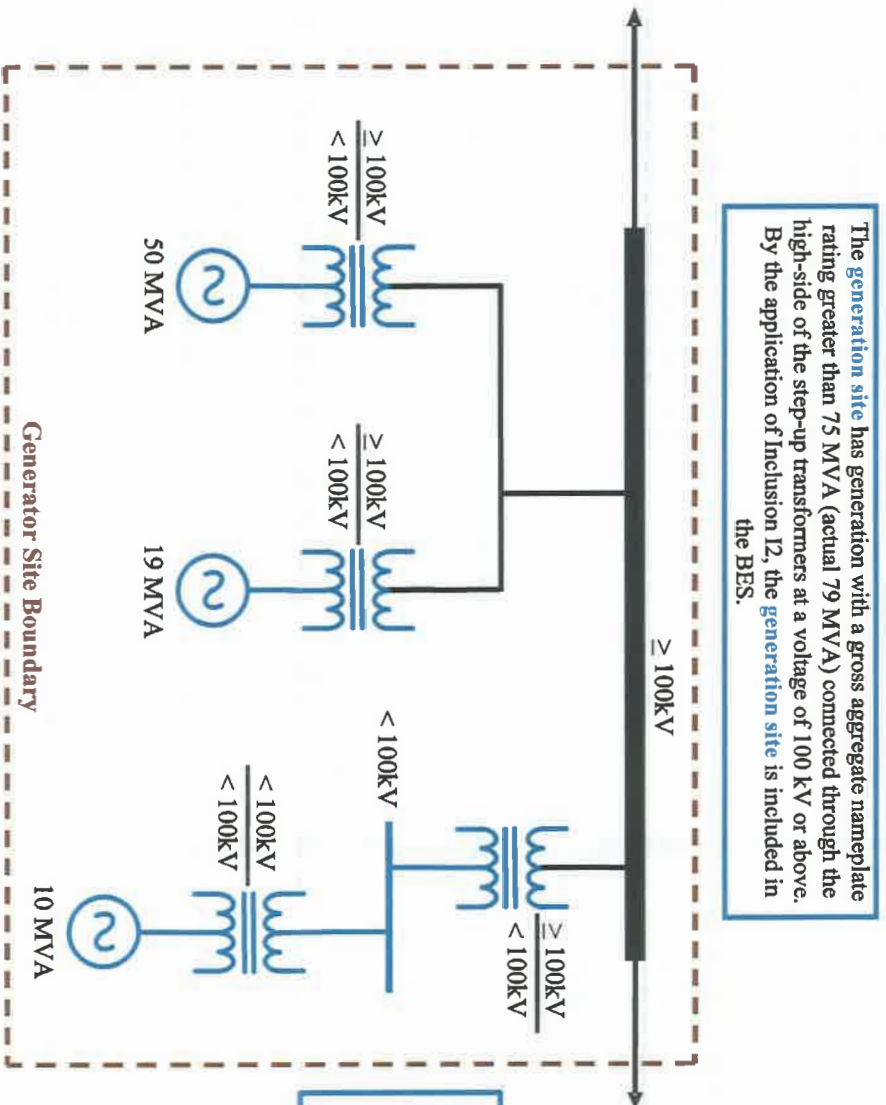 The generation site has generation with a gross aggregate nameplate
rating greater than 75 MVA (actual 79 MVA) connected through the
high-side of the step-up transformers at a voltage of 100 kV or above.
By the application of Inclusion I2, the generation site is included in
the BES.
≥ 100kV
≥ 100kV
< 100kV
50 MVA
≥ 100kV
< 100kV
19 MVA
≥ 100kV
< 100kV
< 100kV
< 100kV
< 100kV
10 MVA
Generator Site Boundary